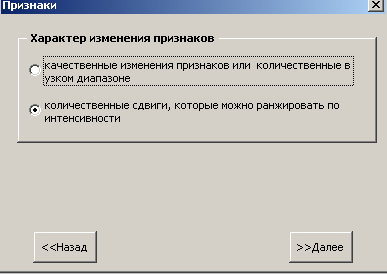 Признаки
Характер изменения признаков
качественные изменения признаков или количественные в
узком диапазоне
количественные сдвиги, которые можно ранжировать по
интенсивности
<<Назад
>>Далее